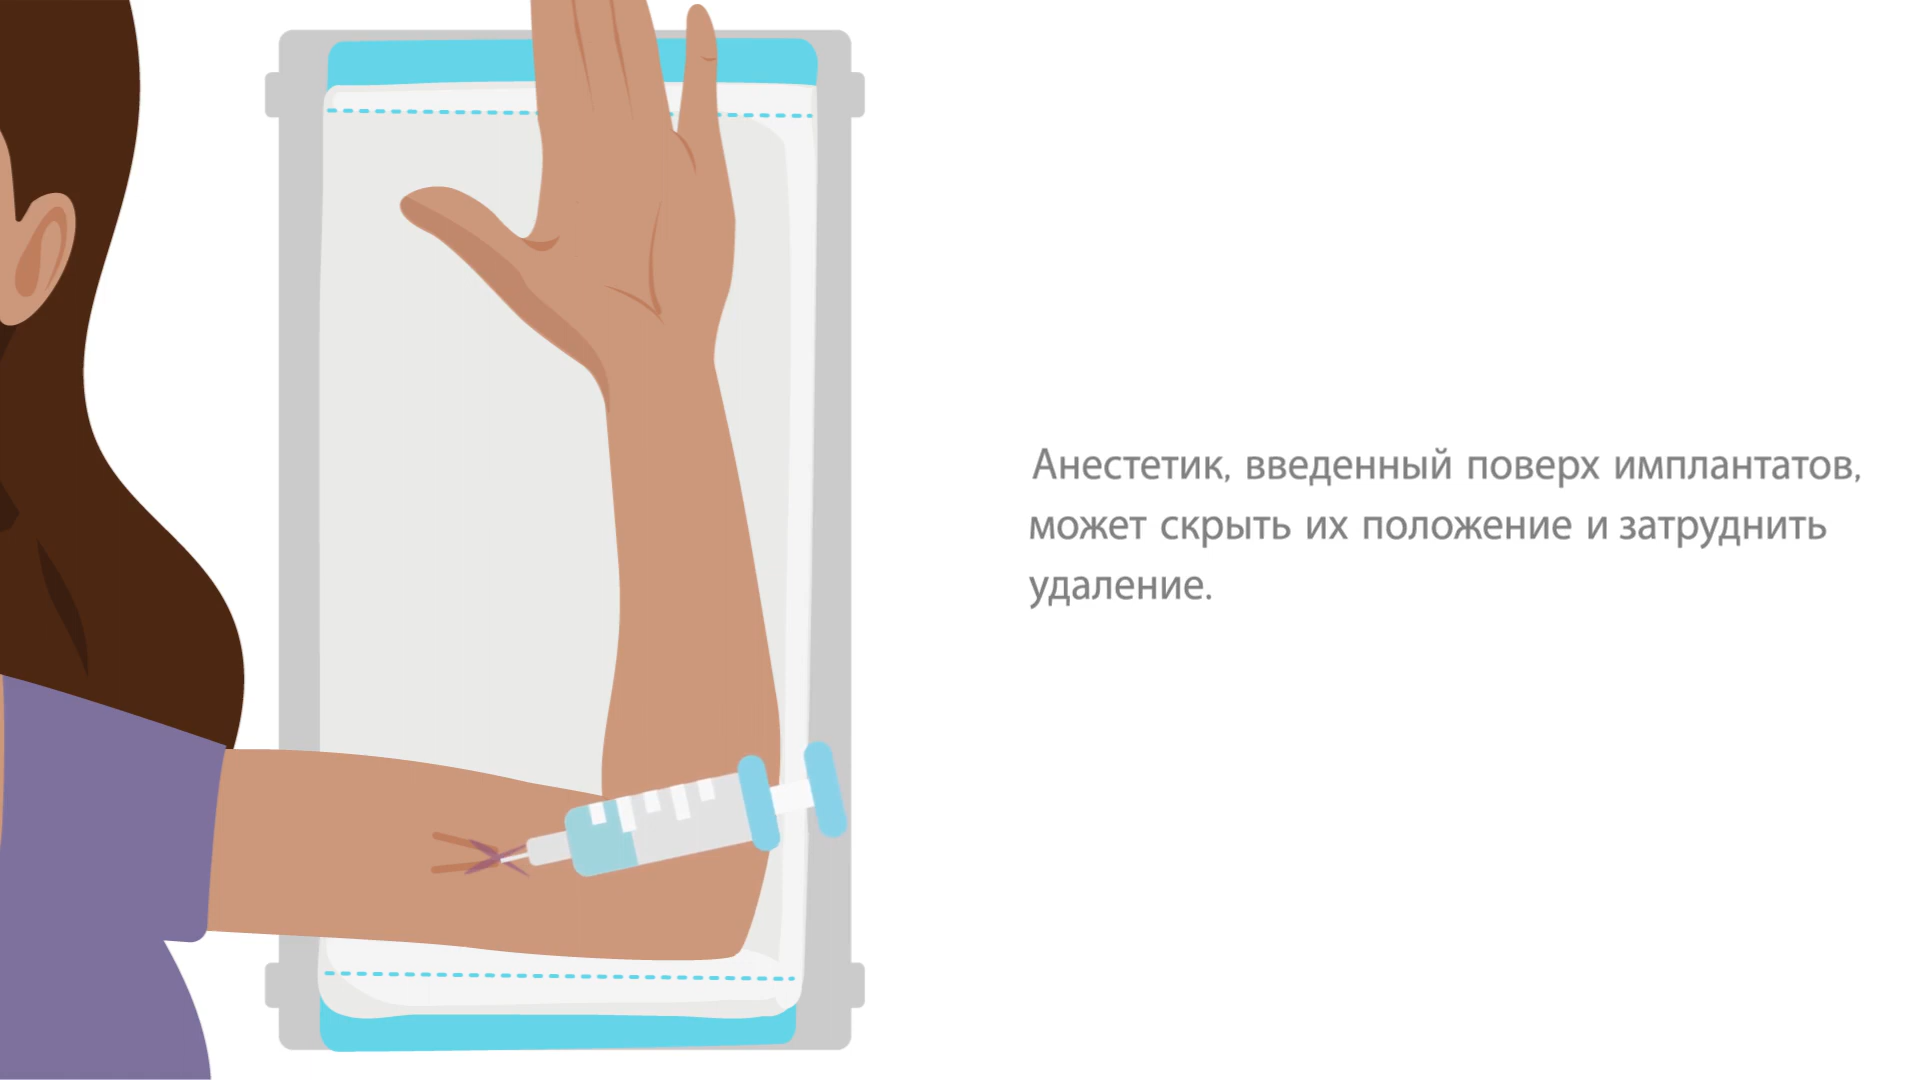 Анестетик, введенный поверх имплантатов,
может скрыть их положение и затруднить
удаление.